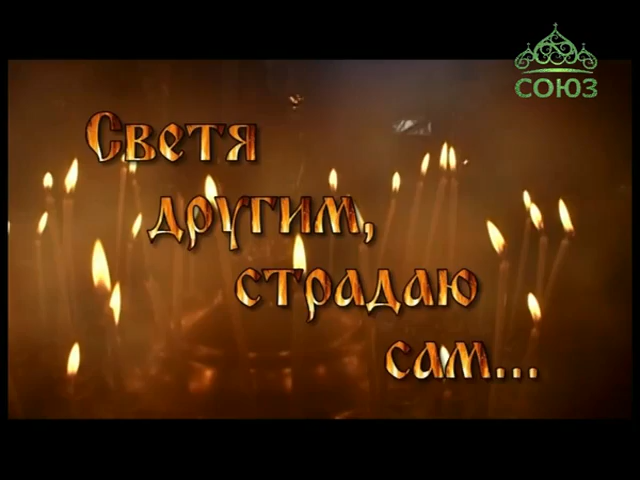 СОЮЗ
Светя
другим,
страдаю
сам...